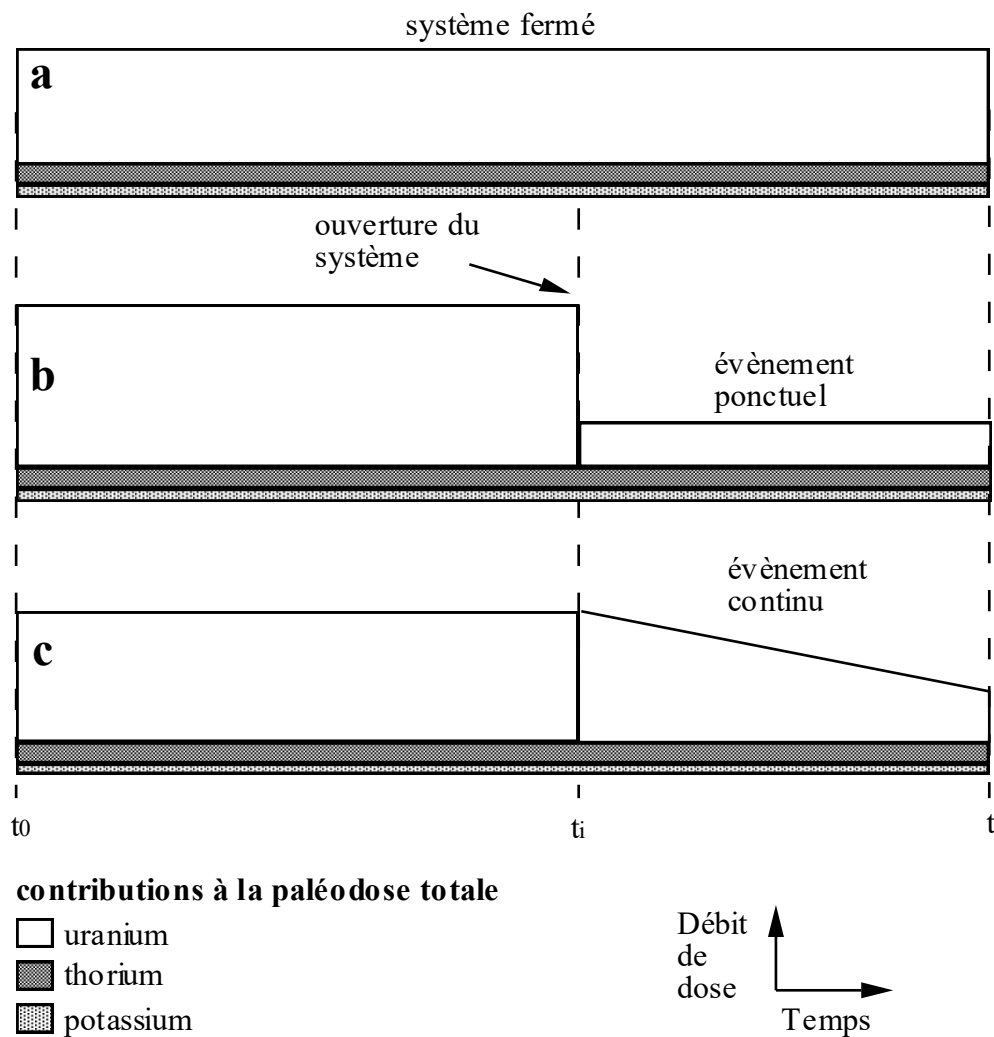 système fermé
a
ouverture du
système
b
évènement
ponctuel
évènement
continu
c
t0
ti
t
contributions à la paléodose totale
uranium
thorium
potassium
Débit
de
dose
Temps